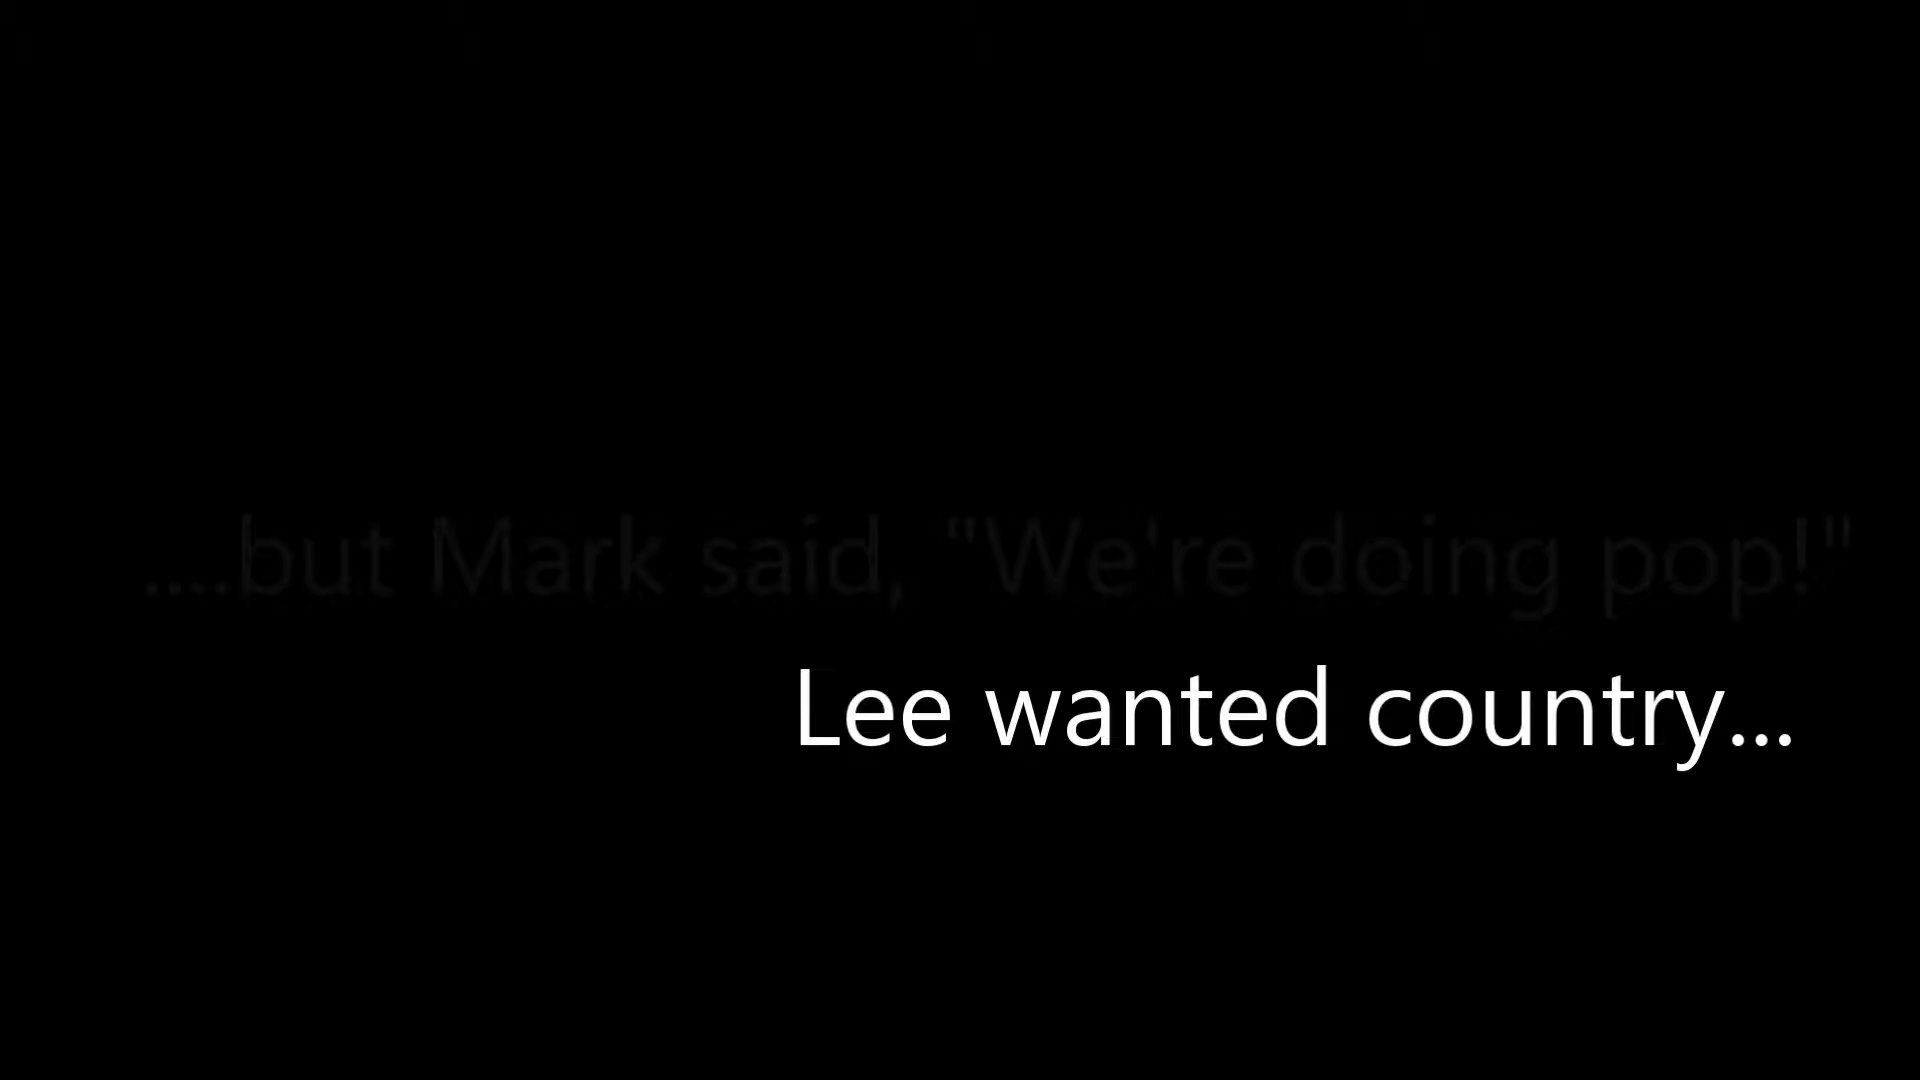 ....but Mark said, "We're doing pop!"
Lee wanted country...